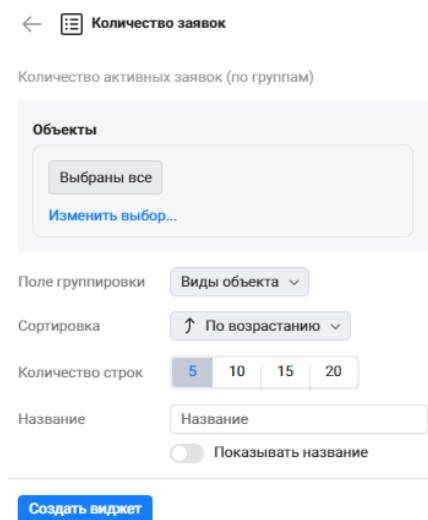 Количество заявок
Количество активных заявок (по группам)
Объекты
Выбраны все
Изменить выбор...
Поле группировки Виды объекта
Сортировка По возрастанию
Количество строк 5 10 15 20
Название Название
Показывать название
Создать виджет